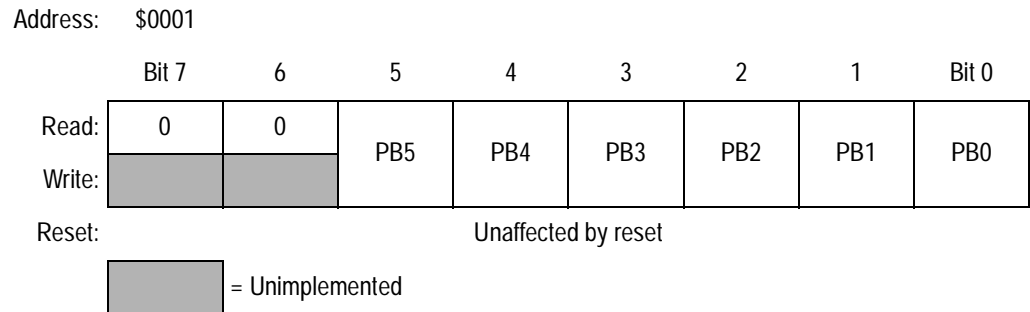 Address: $0001
Bit 7 6 5 4 3 2 1 Bit 0
Read: 0 0 PB5 PB4 PB3 PB2 PB1 PB0
Write:
Reset: Unaffected by reset
= Unimplemented